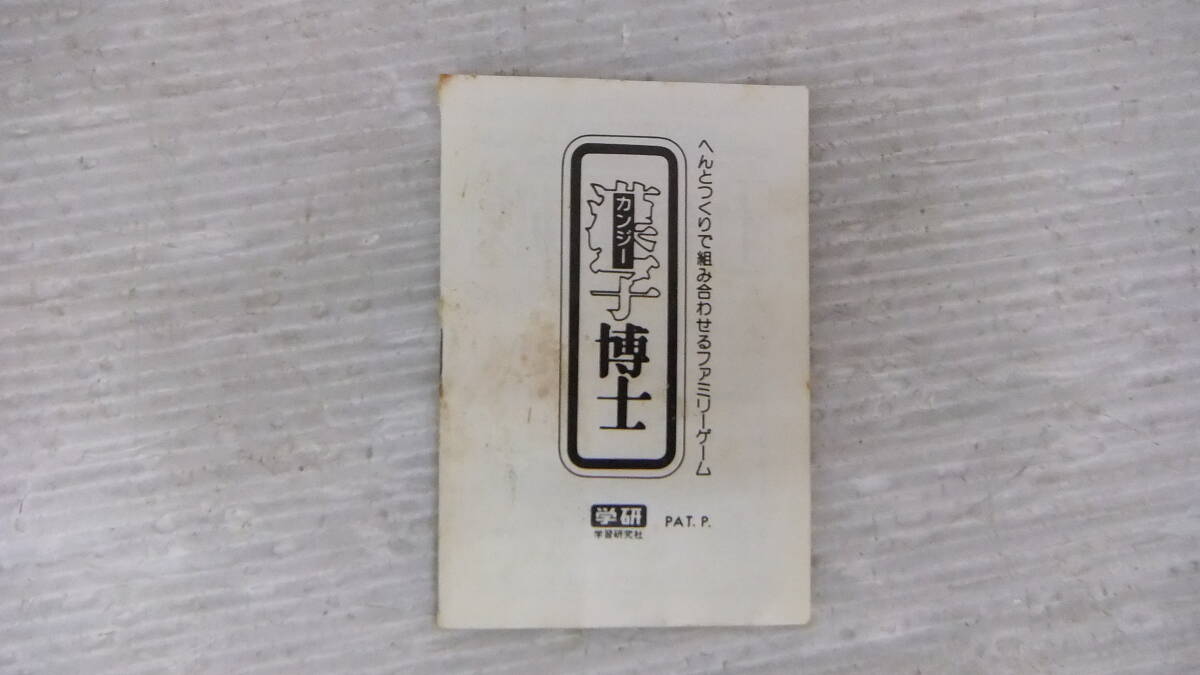 へんとつくりで組み合わせるファミリーゲーム
漢字博士
カンジー
学研
学習研究社
PAT. P.